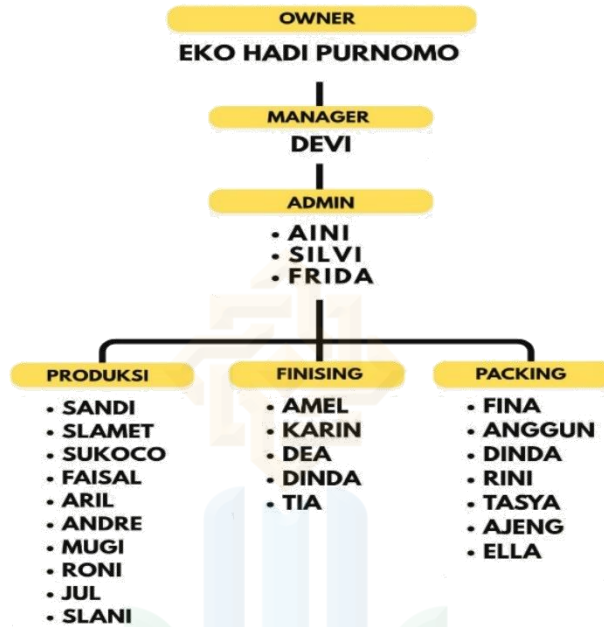 OWNER
EKO HADI PURNOMO
MANAGER
DEVI
ADMIN
• AINI
• SILVI
• FRIDA
PRODUKSI
• SANDI
• SLAMET
• SUKOCO
• FAISAL
• ARIL
• ANDRE
• MUGI
• RONI
• JUL
• SLANI
FINISING
• AMEL
• KARIN
• DEA
• DINDA
• TIA
PACKING
• FINA
• ANGGUN
• DINDA
• RINI
• TASYA
• AJENG
• ELLA